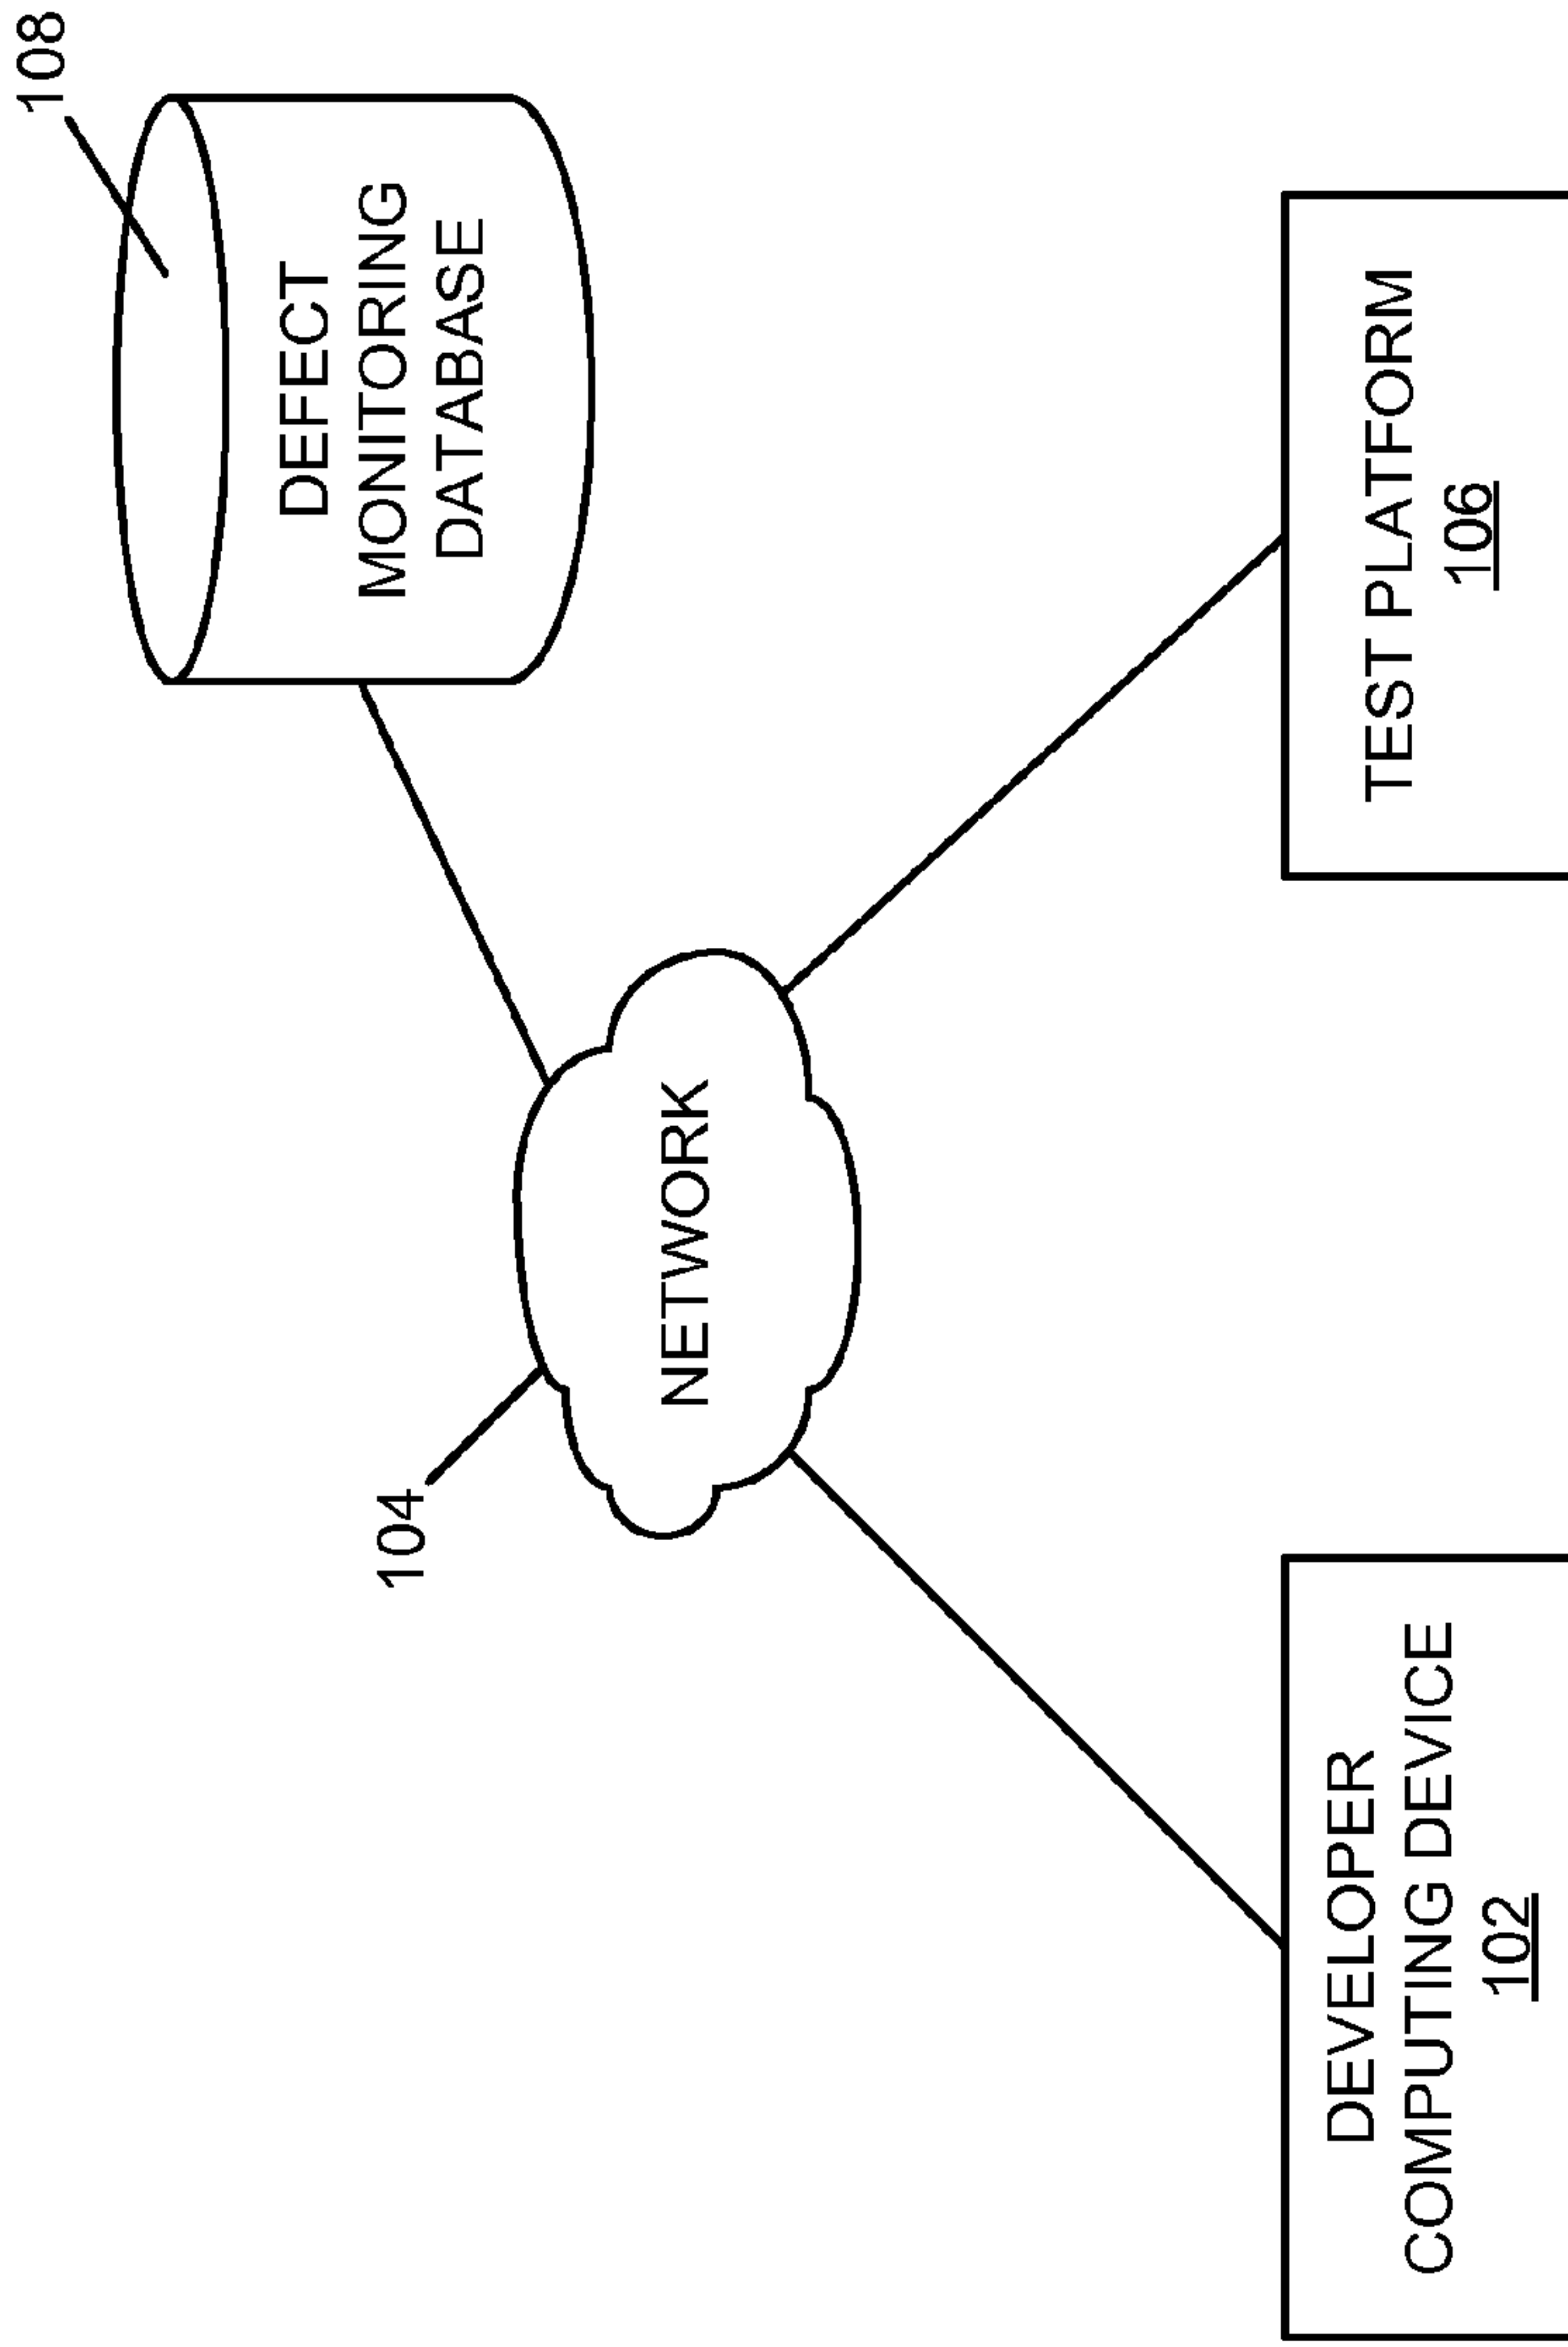 108
DEFECT
MONITORING
DATABASE
104
NETWORK
DEVELOPER
COMPUTING DEVICE
102
TEST PLATFORM
106